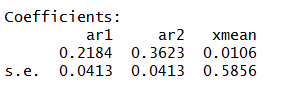 Coefficients:
ar1 ar2 xmean
0.2184 0.3623 0.0106
s.e. 0.0413 0.0413 0.5856